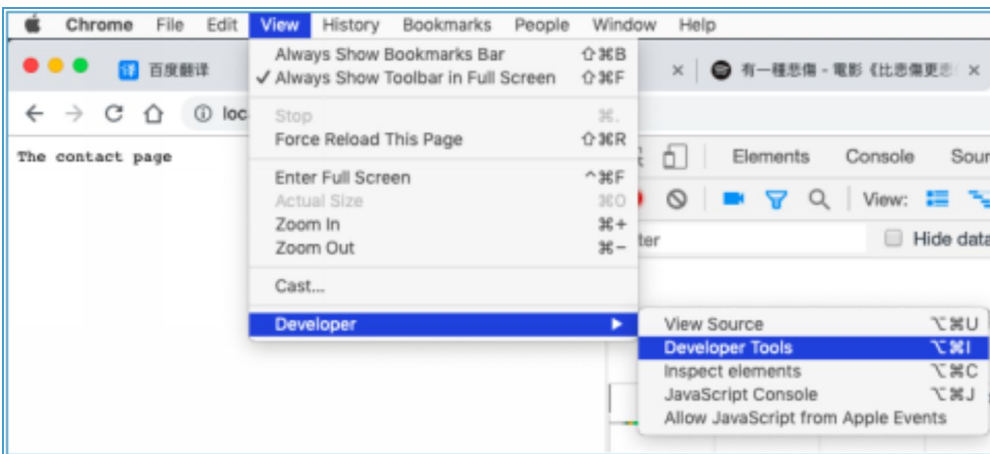 Chrome File Edit View History Bookmarks People Window Help
百度翻译
有一種悲傷 - 電影《比悲傷更悲
loc
The contact page
Always Show Bookmarks Bar ⇧⌘B
✓ Always Show Toolbar in Full Screen ⇧⌘F
Stop ⌘.
Force Reload This Page ⇧⌘R
Enter Full Screen ^⌘F
Actual Size ⌘0
Zoom In ⌘+
Zoom Out ⌘−
Cast...
Developer
Elements Console Sour
View:
ter Hide data
View Source ⌥⌘U
Developer Tools ⌥⌘I
Inspect elements ⌥⌘C
JavaScript Console ⌥⌘J
Allow JavaScript from Apple Events